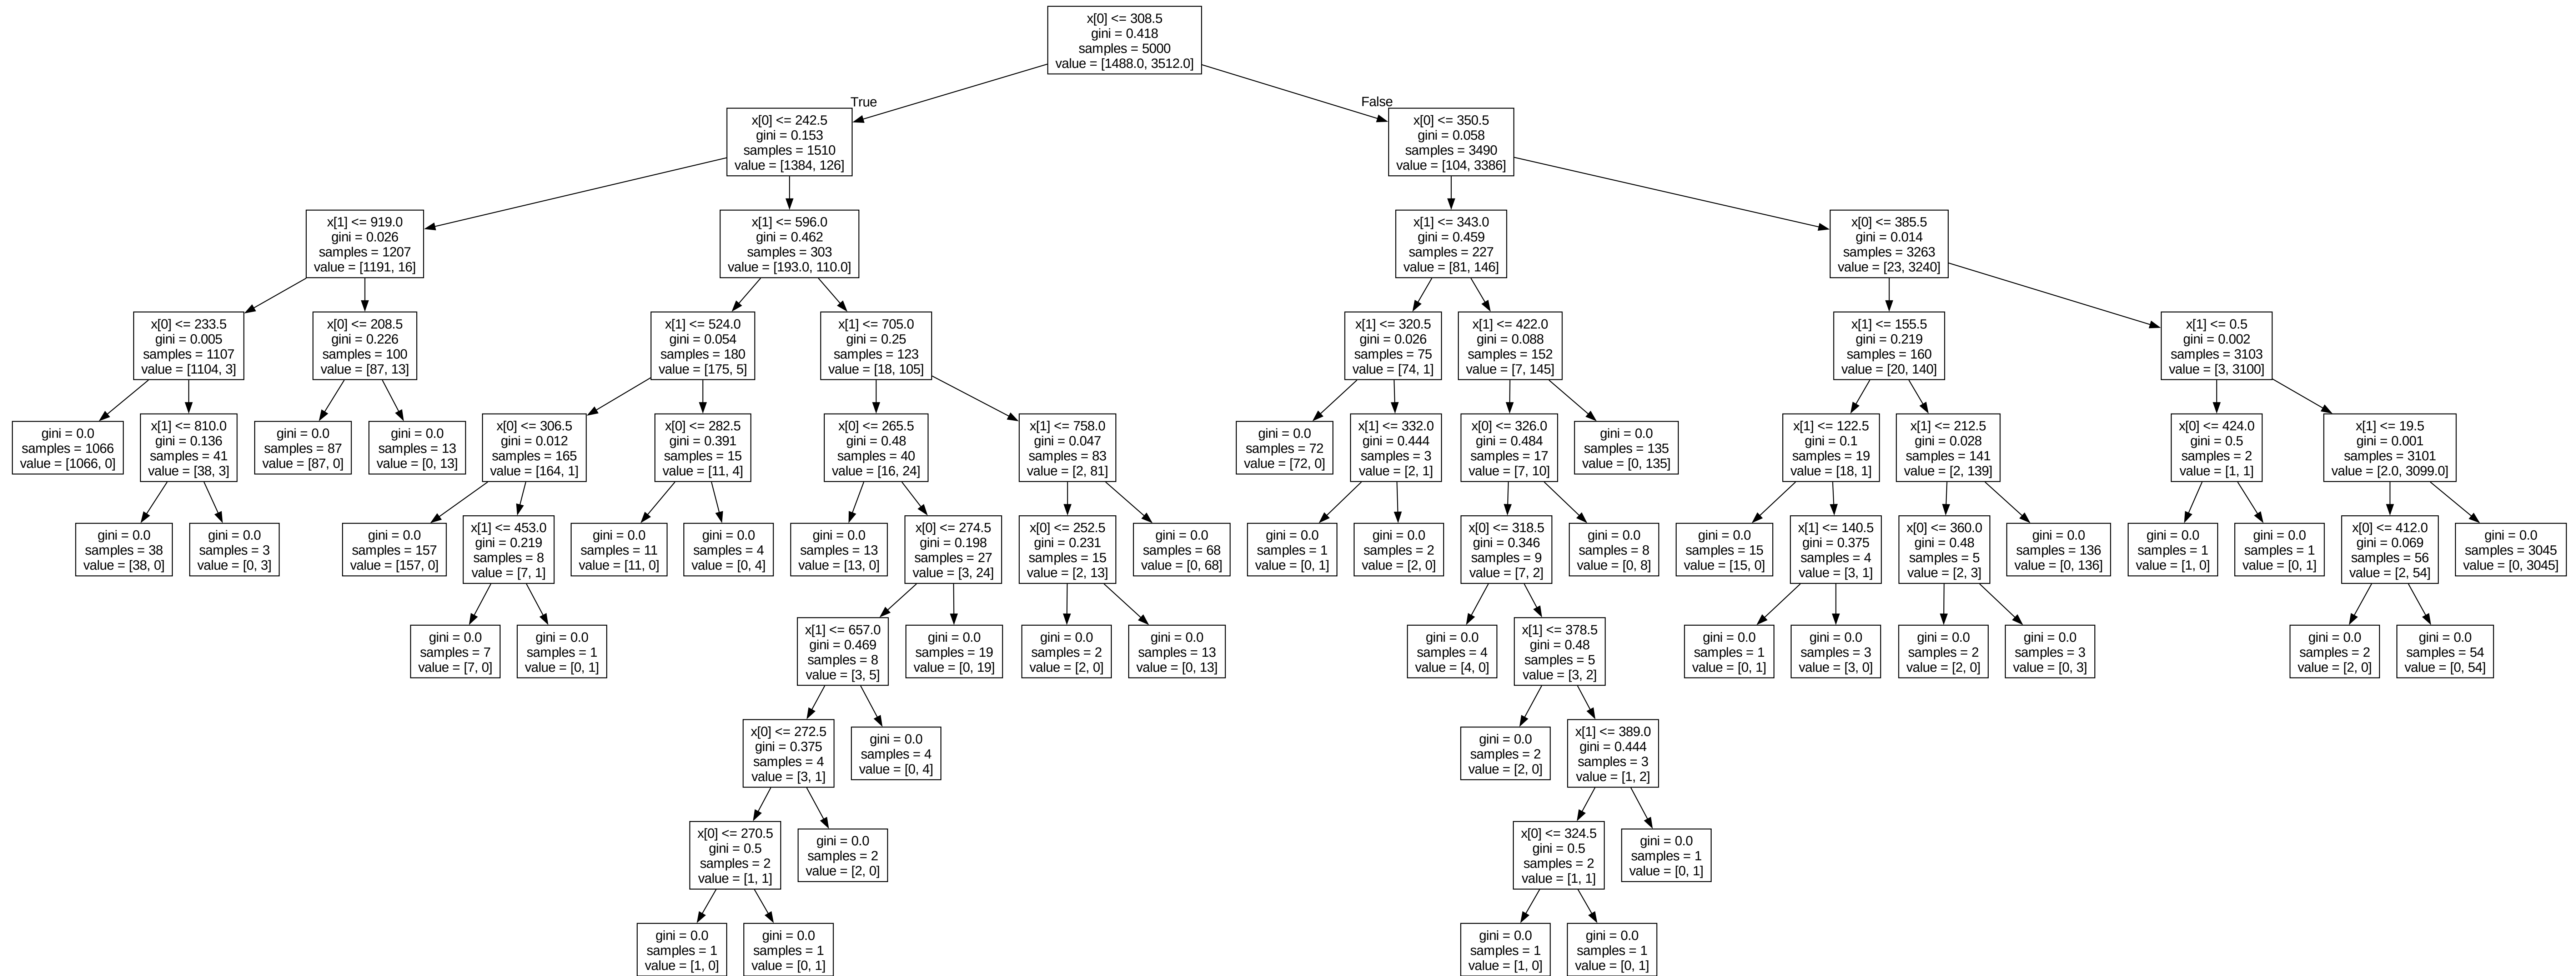 x[0] <= 308.5
gini = 0.418
samples = 5000
value = [1488.0, 3512.0]
True
False
x[0] <= 242.5
gini = 0.153
samples = 1510
value = [1384, 126]
x[0] <= 350.5
gini = 0.058
samples = 3490
value = [104, 3386]
x[1] <= 919.0
gini = 0.026
samples = 1207
value = [1191, 16]
x[1] <= 596.0
gini = 0.462
samples = 303
value = [193.0, 110.0]
x[1] <= 343.0
gini = 0.459
samples = 227
value = [81, 146]
x[0] <= 385.5
gini = 0.014
samples = 3263
value = [23, 3240]
x[0] <= 233.5
gini = 0.005
samples = 1107
value = [1104, 3]
x[0] <= 208.5
gini = 0.226
samples = 100
value = [87, 13]
x[1] <= 524.0
gini = 0.054
samples = 180
value = [175, 5]
x[1] <= 705.0
gini = 0.25
samples = 123
value = [18, 105]
x[1] <= 320.5
gini = 0.026
samples = 75
value = [74, 1]
x[1] <= 422.0
gini = 0.088
samples = 152
value = [7, 145]
x[1] <= 155.5
gini = 0.219
samples = 160
value = [20, 140]
x[1] <= 0.5
gini = 0.002
samples = 3103
value = [3, 3100]
gini = 0.0
samples = 1066
value = [1066, 0]
x[1] <= 810.0
gini = 0.136
samples = 41
value = [38, 3]
gini = 0.0
samples = 87
value = [87, 0]
gini = 0.0
samples = 13
value = [0, 13]
x[0] <= 306.5
gini = 0.012
samples = 165
value = [164, 1]
x[0] <= 282.5
gini = 0.391
samples = 15
value = [11, 4]
x[0] <= 265.5
gini = 0.48
samples = 40
value = [16, 24]
x[1] <= 758.0
gini = 0.047
samples = 83
value = [2, 81]
gini = 0.0
samples = 72
value = [72, 0]
x[1] <= 332.0
gini = 0.444
samples = 3
value = [2, 1]
x[0] <= 326.0
gini = 0.484
samples = 17
value = [7, 10]
gini = 0.0
samples = 135
value = [0, 135]
x[1] <= 122.5
gini = 0.1
samples = 19
value = [18, 1]
x[1] <= 212.5
gini = 0.028
samples = 141
value = [2, 139]
x[0] <= 424.0
gini = 0.5
samples = 2
value = [1, 1]
x[1] <= 19.5
gini = 0.001
samples = 3101
value = [2.0, 3099.0]
gini = 0.0
samples = 38
value = [38, 0]
gini = 0.0
samples = 3
value = [0, 3]
gini = 0.0
samples = 157
value = [157, 0]
x[1] <= 453.0
gini = 0.219
samples = 8
value = [7, 1]
gini = 0.0
samples = 11
value = [11, 0]
gini = 0.0
samples = 4
value = [0, 4]
gini = 0.0
samples = 13
value = [13, 0]
x[0] <= 274.5
gini = 0.198
samples = 27
value = [3, 24]
x[0] <= 252.5
gini = 0.231
samples = 15
value = [2, 13]
gini = 0.0
samples = 68
value = [0, 68]
gini = 0.0
samples = 1
value = [0, 1]
gini = 0.0
samples = 2
value = [2, 0]
x[0] <= 318.5
gini = 0.346
samples = 9
value = [7, 2]
gini = 0.0
samples = 8
value = [0, 8]
gini = 0.0
samples = 15
value = [15, 0]
x[1] <= 140.5
gini = 0.375
samples = 4
value = [3, 1]
x[0] <= 360.0
gini = 0.48
samples = 5
value = [2, 3]
gini = 0.0
samples = 136
value = [0, 136]
gini = 0.0
samples = 1
value = [1, 0]
gini = 0.0
samples = 1
value = [0, 1]
x[0] <= 412.0
gini = 0.069
samples = 56
value = [2, 54]
gini = 0.0
samples = 3045
value = [0, 3045]
gini = 0.0
samples = 7
value = [7, 0]
gini = 0.0
samples = 1
value = [0, 1]
x[1] <= 657.0
gini = 0.469
samples = 8
value = [3, 5]
gini = 0.0
samples = 19
value = [0, 19]
gini = 0.0
samples = 2
value = [2, 0]
gini = 0.0
samples = 13
value = [0, 13]
gini = 0.0
samples = 4
value = [4, 0]
x[1] <= 378.5
gini = 0.48
samples = 5
value = [3, 2]
gini = 0.0
samples = 1
value = [0, 1]
gini = 0.0
samples = 3
value = [3, 0]
gini = 0.0
samples = 2
value = [2, 0]
gini = 0.0
samples = 3
value = [0, 3]
gini = 0.0
samples = 2
value = [2, 0]
gini = 0.0
samples = 54
value = [0, 54]
x[0] <= 272.5
gini = 0.375
samples = 4
value = [3, 1]
gini = 0.0
samples = 4
value = [0, 4]
gini = 0.0
samples = 2
value = [2, 0]
x[1] <= 389.0
gini = 0.444
samples = 3
value = [1, 2]
x[0] <= 270.5
gini = 0.5
samples = 2
value = [1, 1]
gini = 0.0
samples = 2
value = [2, 0]
x[0] <= 324.5
gini = 0.5
samples = 2
value = [1, 1]
gini = 0.0
samples = 1
value = [0, 1]
gini = 0.0
samples = 1
value = [1, 0]
gini = 0.0
samples = 1
value = [0, 1]
gini = 0.0
samples = 1
value = [1, 0]
gini = 0.0
samples = 1
value = [0, 1]